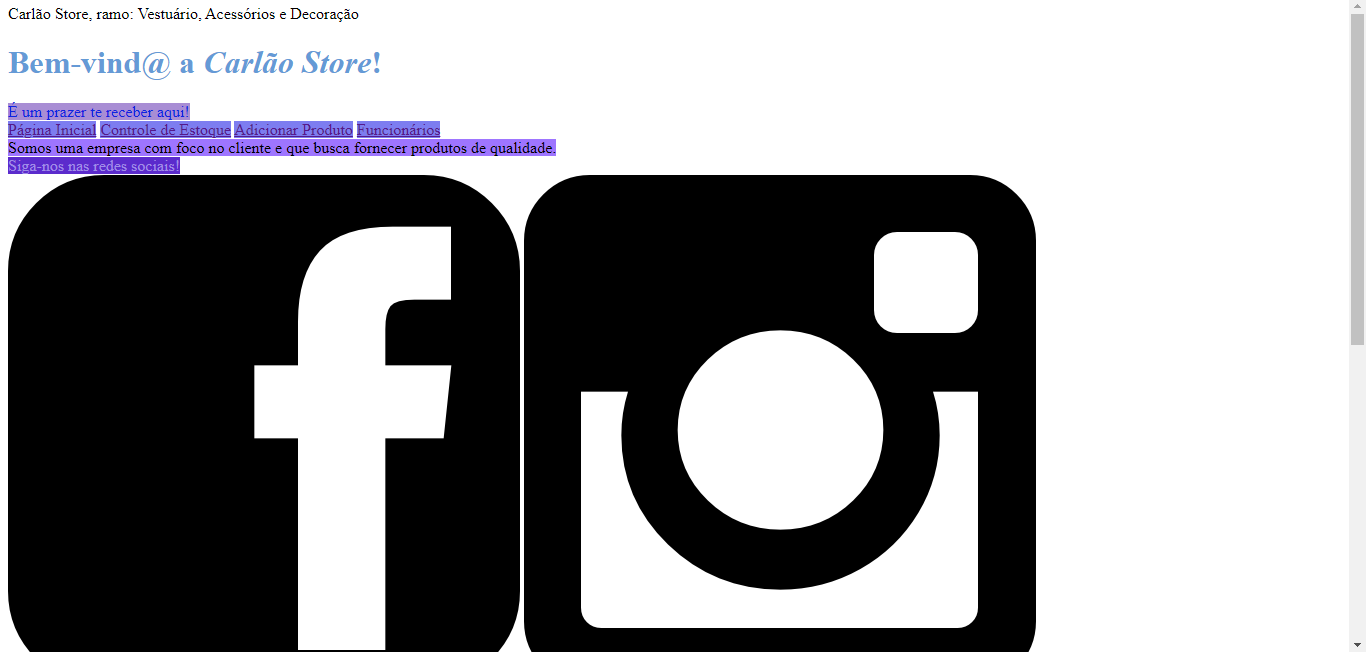 Carlão Store, ramo: Vestuário, Acessórios e Decoração
Bem-vind@ a Carlão Store!
É um prazer te receber aqui!
Página Inicial Controle de Estoque Adicionar Produto Funcionários
Somos uma empresa com foco no cliente e que busca fornecer produtos de qualidade.
Siga-nos nas redes sociais!